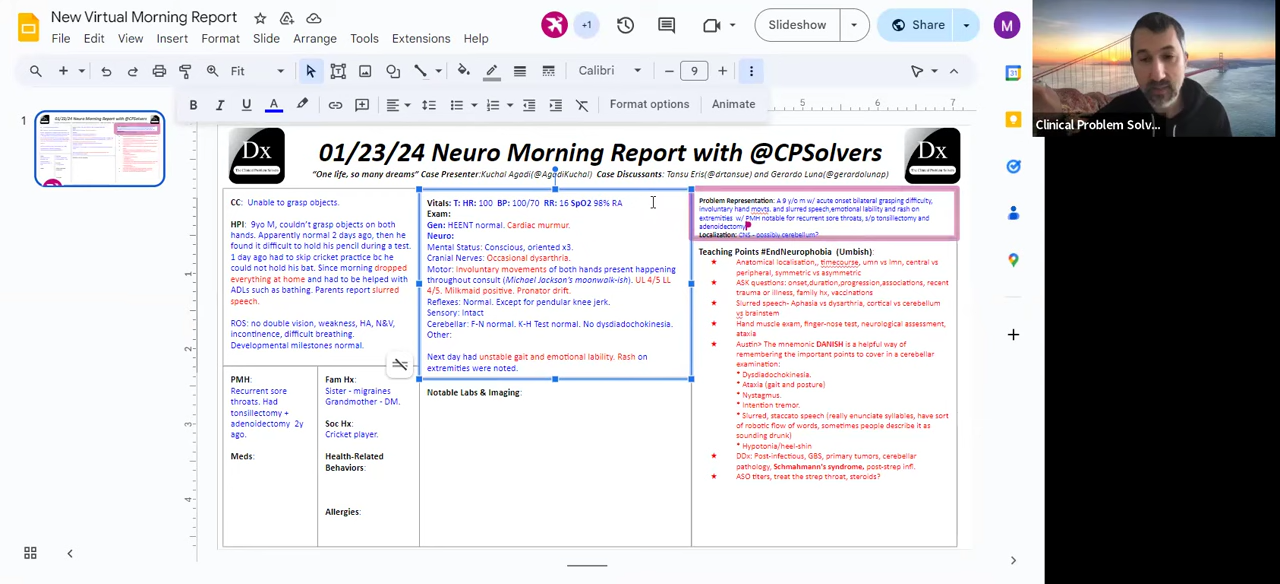 New Virtual Morning Report
File Edit View Insert Format Slide Arrange Tools Extensions Help
+1
Slideshow
Share
M
Fit
Calibri
9
B I U A
Format options
Animate
5 6 7
1
Clinical Problem Solv...
Dx
01/23/24 Neuro Morning Report with @CPSolvers
Dx
"One life, so many dreams" Case Presenter:Kuchal Agadi(@AgadiKuchal) Case Discussants: Tansu Eris(@drtansue) and Gerardo Luna(@gerardolunap)
CC: Unable to grasp objects.
HPI: 9yo M, couldn't grasp objects on both
hands. Apparently normal 2 days ago, then he
found it difficult to hold his pencil during a test.
1 day ago had to skip cricket practice bc he
could not hold his bat. Since morning dropped
everything at home and had to be helped with
ADLs such as bathing. Parents report slurred
speech.
ROS: no double vision, weakness, HA, N&V,
incontinence, difficult breathing.
Developmental milestones normal.
PMH:
Recurrent sore
throats. Had
tonsillectomy +
adenoidectomy 2y
ago.
Meds:
Fam Hx:
Sister - migraines
Grandmother - DM.
Soc Hx:
Cricket player.
Health-Related
Behaviors:
Allergies:
Vitals: T: HR: 100 BP: 100/70 RR: 16 SpO2 98% RA
Exam:
Gen: HEENT normal. Cardiac murmur.
Neuro:
Mental Status: Conscious, oriented x3.
Cranial Nerves: Occasional dysarthria.
Motor: Involuntary movements of both hands present happening
throughout consult (Michael Jackson's moonwalk-ish). UL 4/5 LL
4/5. Milkmaid positive. Pronator drift.
Reflexes: Normal. Except for pendular knee jerk.
Sensory: Intact
Cerebellar: F-N normal. K-H Test normal. No dysdiadochokinesia.
Other:
Next day had unstable gait and emotional lability. Rash on
extremities were noted.
Notable Labs & Imaging:
Problem Representation: A 9 y/o m w/ acute onset bilateral grasping difficulty,
involuntary hand movts. and slurred speech,emotional lability and rash on
extremities w/ PMH notable for recurrent sore throats, s/p tonsillectomy and
adenoidectomy
Localization: CNS - possibly cerebellum?
Teaching Points #EndNeurophobia (Umbish):
★ Anatomical localisation,, timecourse, umn vs lmn, central vs
peripheral, symmetric vs asymmetric
★ ASK questions: onset,duration,progression,associations, recent
trauma or illness, family hx, vaccinations
★ Slurred speech- Aphasia vs dysarthria, cortical vs cerebellum
vs brainstem
★ Hand muscle exam, finger-nose test, neurological assessment,
ataxia
★ Austin> The mnemonic DANISH is a helpful way of
remembering the important points to cover in a cerebellar
examination:
* Dysdiadochokinesia.
* Ataxia (gait and posture)
* Nystagmus.
* Intention tremor.
* Slurred, staccato speech (really enunciate syllables, have sort
of robotic flow of words, sometimes people describe it as
sounding drunk)
* Hypotonia/heel-shin
★ DDx: Post-infectious, GBS, primary tumors, cerebellar
pathology, Schmahmann's syndrome, post-strep infl.
★ ASO titers, treat the strep throat, steroids?
1
2
3
4